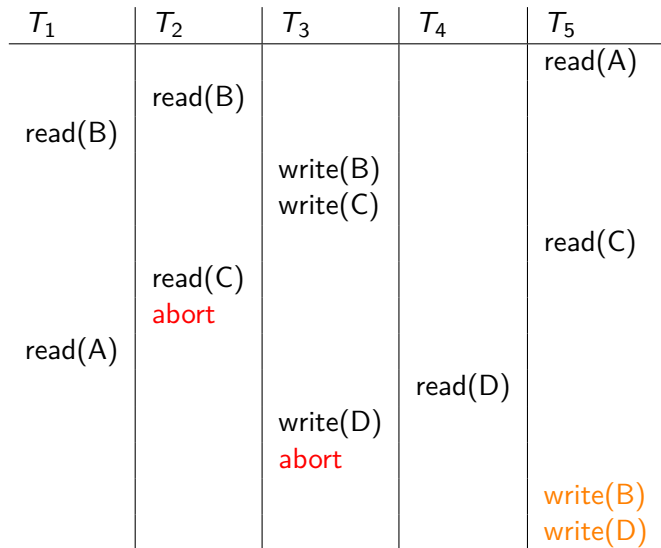 T1 T2 T3 T4 T5
read(A)
read(B)
read(B)
write(B)
write(C)
read(C)
read(C)
abort
read(A)
read(D)
write(D)
abort
write(B)
write(D)